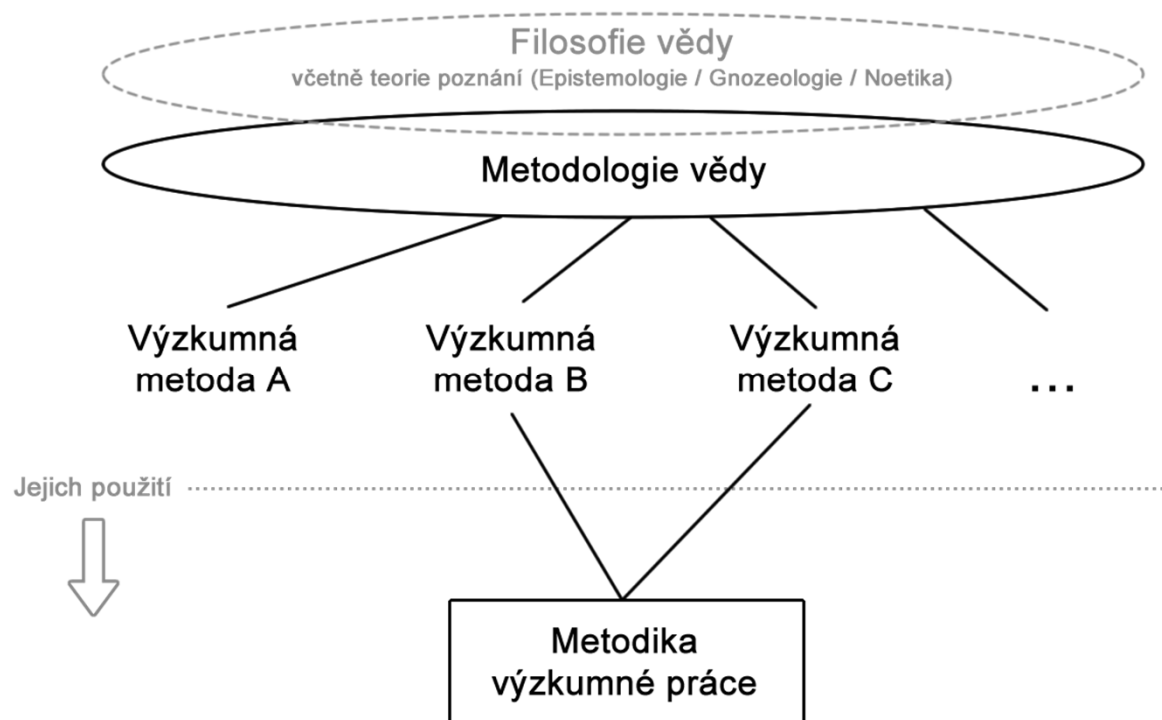 Filosofie vědy
včetně teorie poznání (Epistemologie / Gnozeologie / Noetika)
Metodologie vědy
Výzkumná
metoda A
Výzkumná
metoda B
Výzkumná
metoda C
...
Jejich použití
Metodika
výzkumné práce